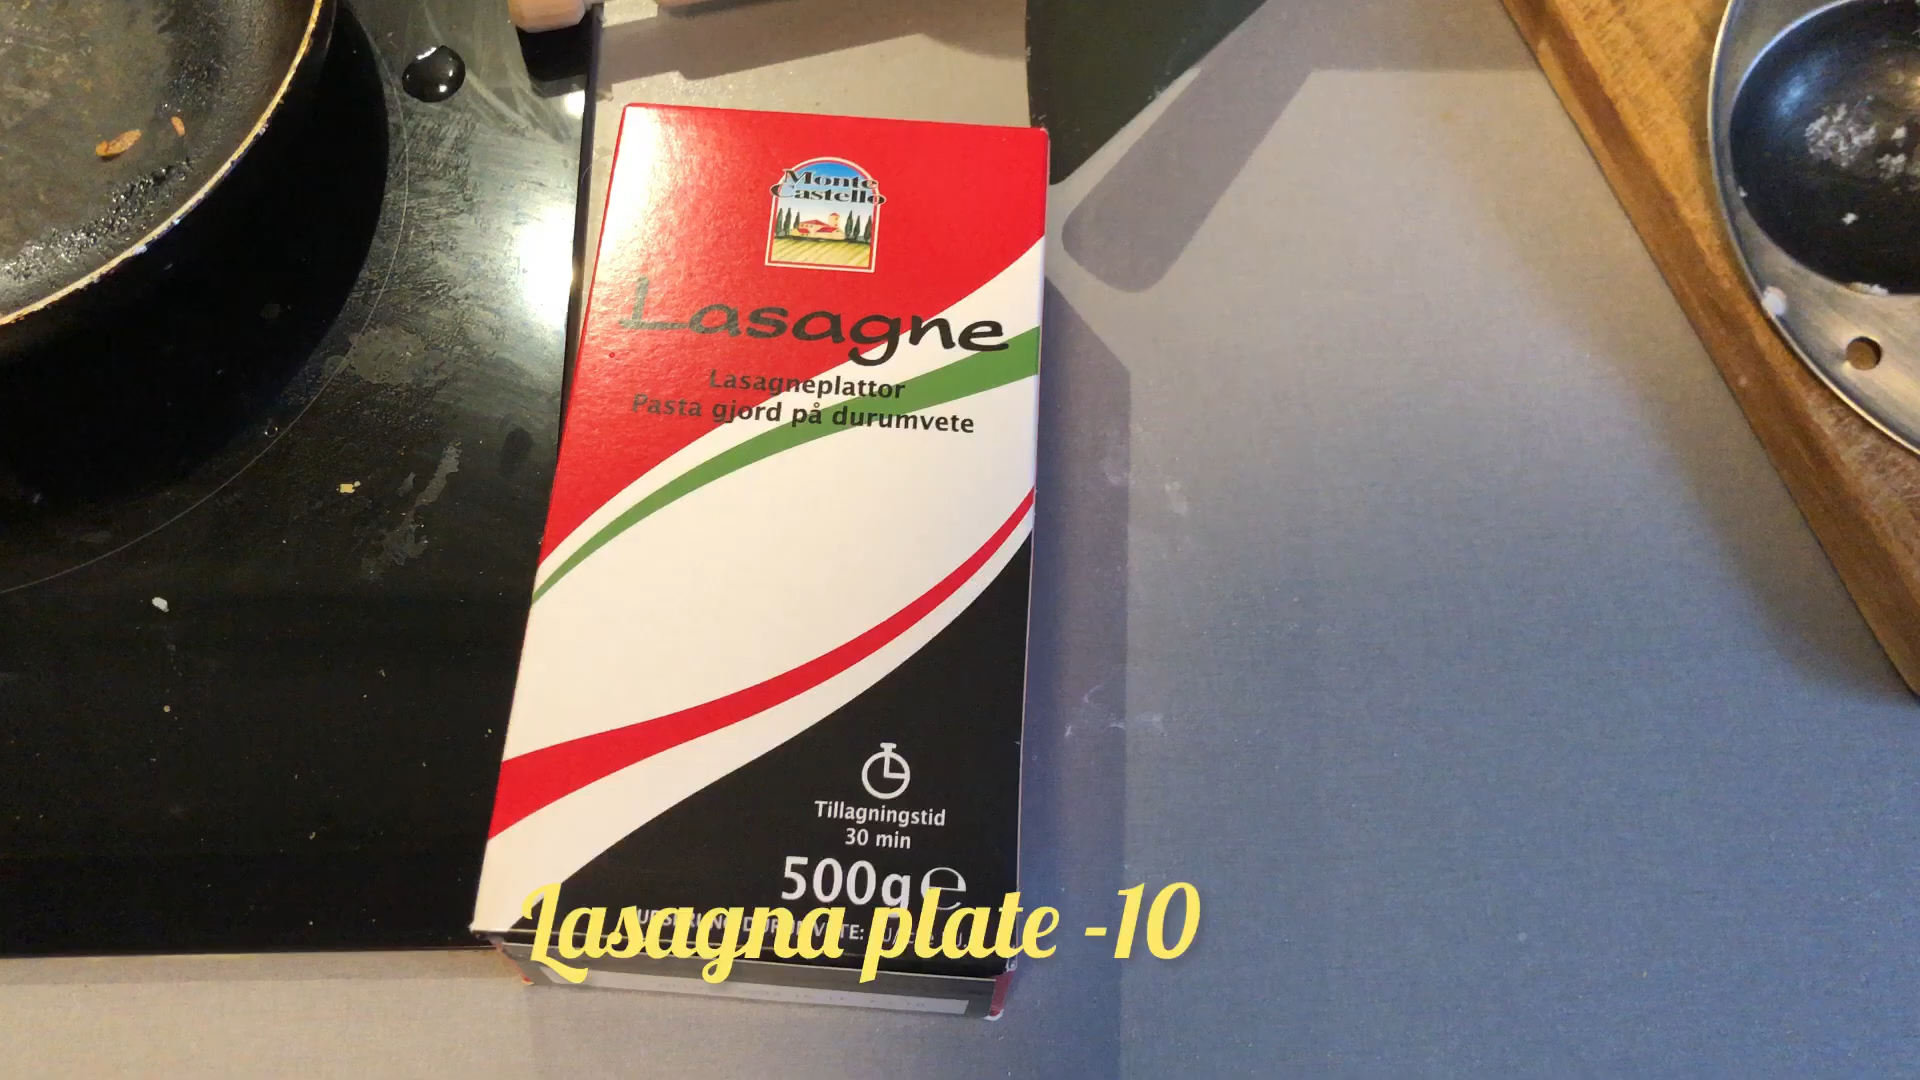 Monte
Castello
Lasagne
Lasagneplattor
Pasta gjord på durumvete
Tillagningstid
30 min
500g e
Lasagna plate -10